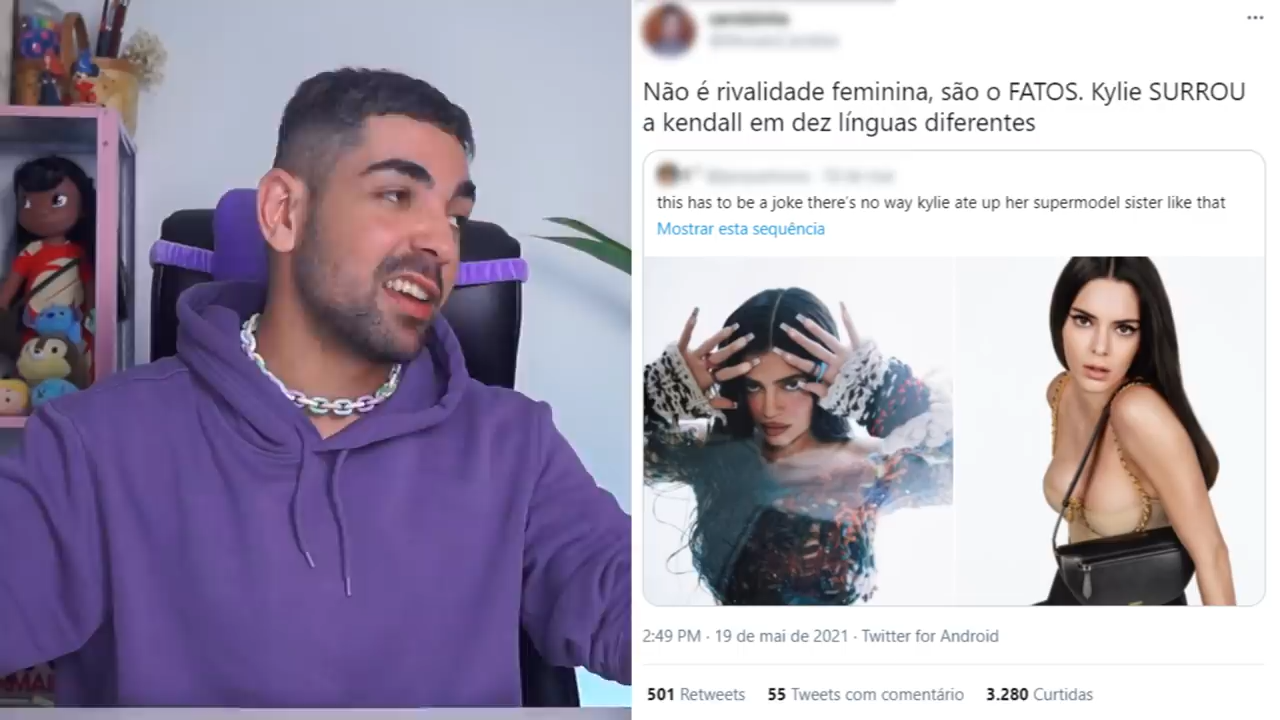 Não é rivalidade feminina, são o FATOS. Kylie SURROU
a kendall em dez línguas diferentes
this has to be a joke there's no way kylie ate up her supermodel sister like that
Mostrar esta sequência
2:49 PM · 19 de mai de 2021 · Twitter for Android
501 Retweets 55 Tweets com comentário 3.280 Curtidas